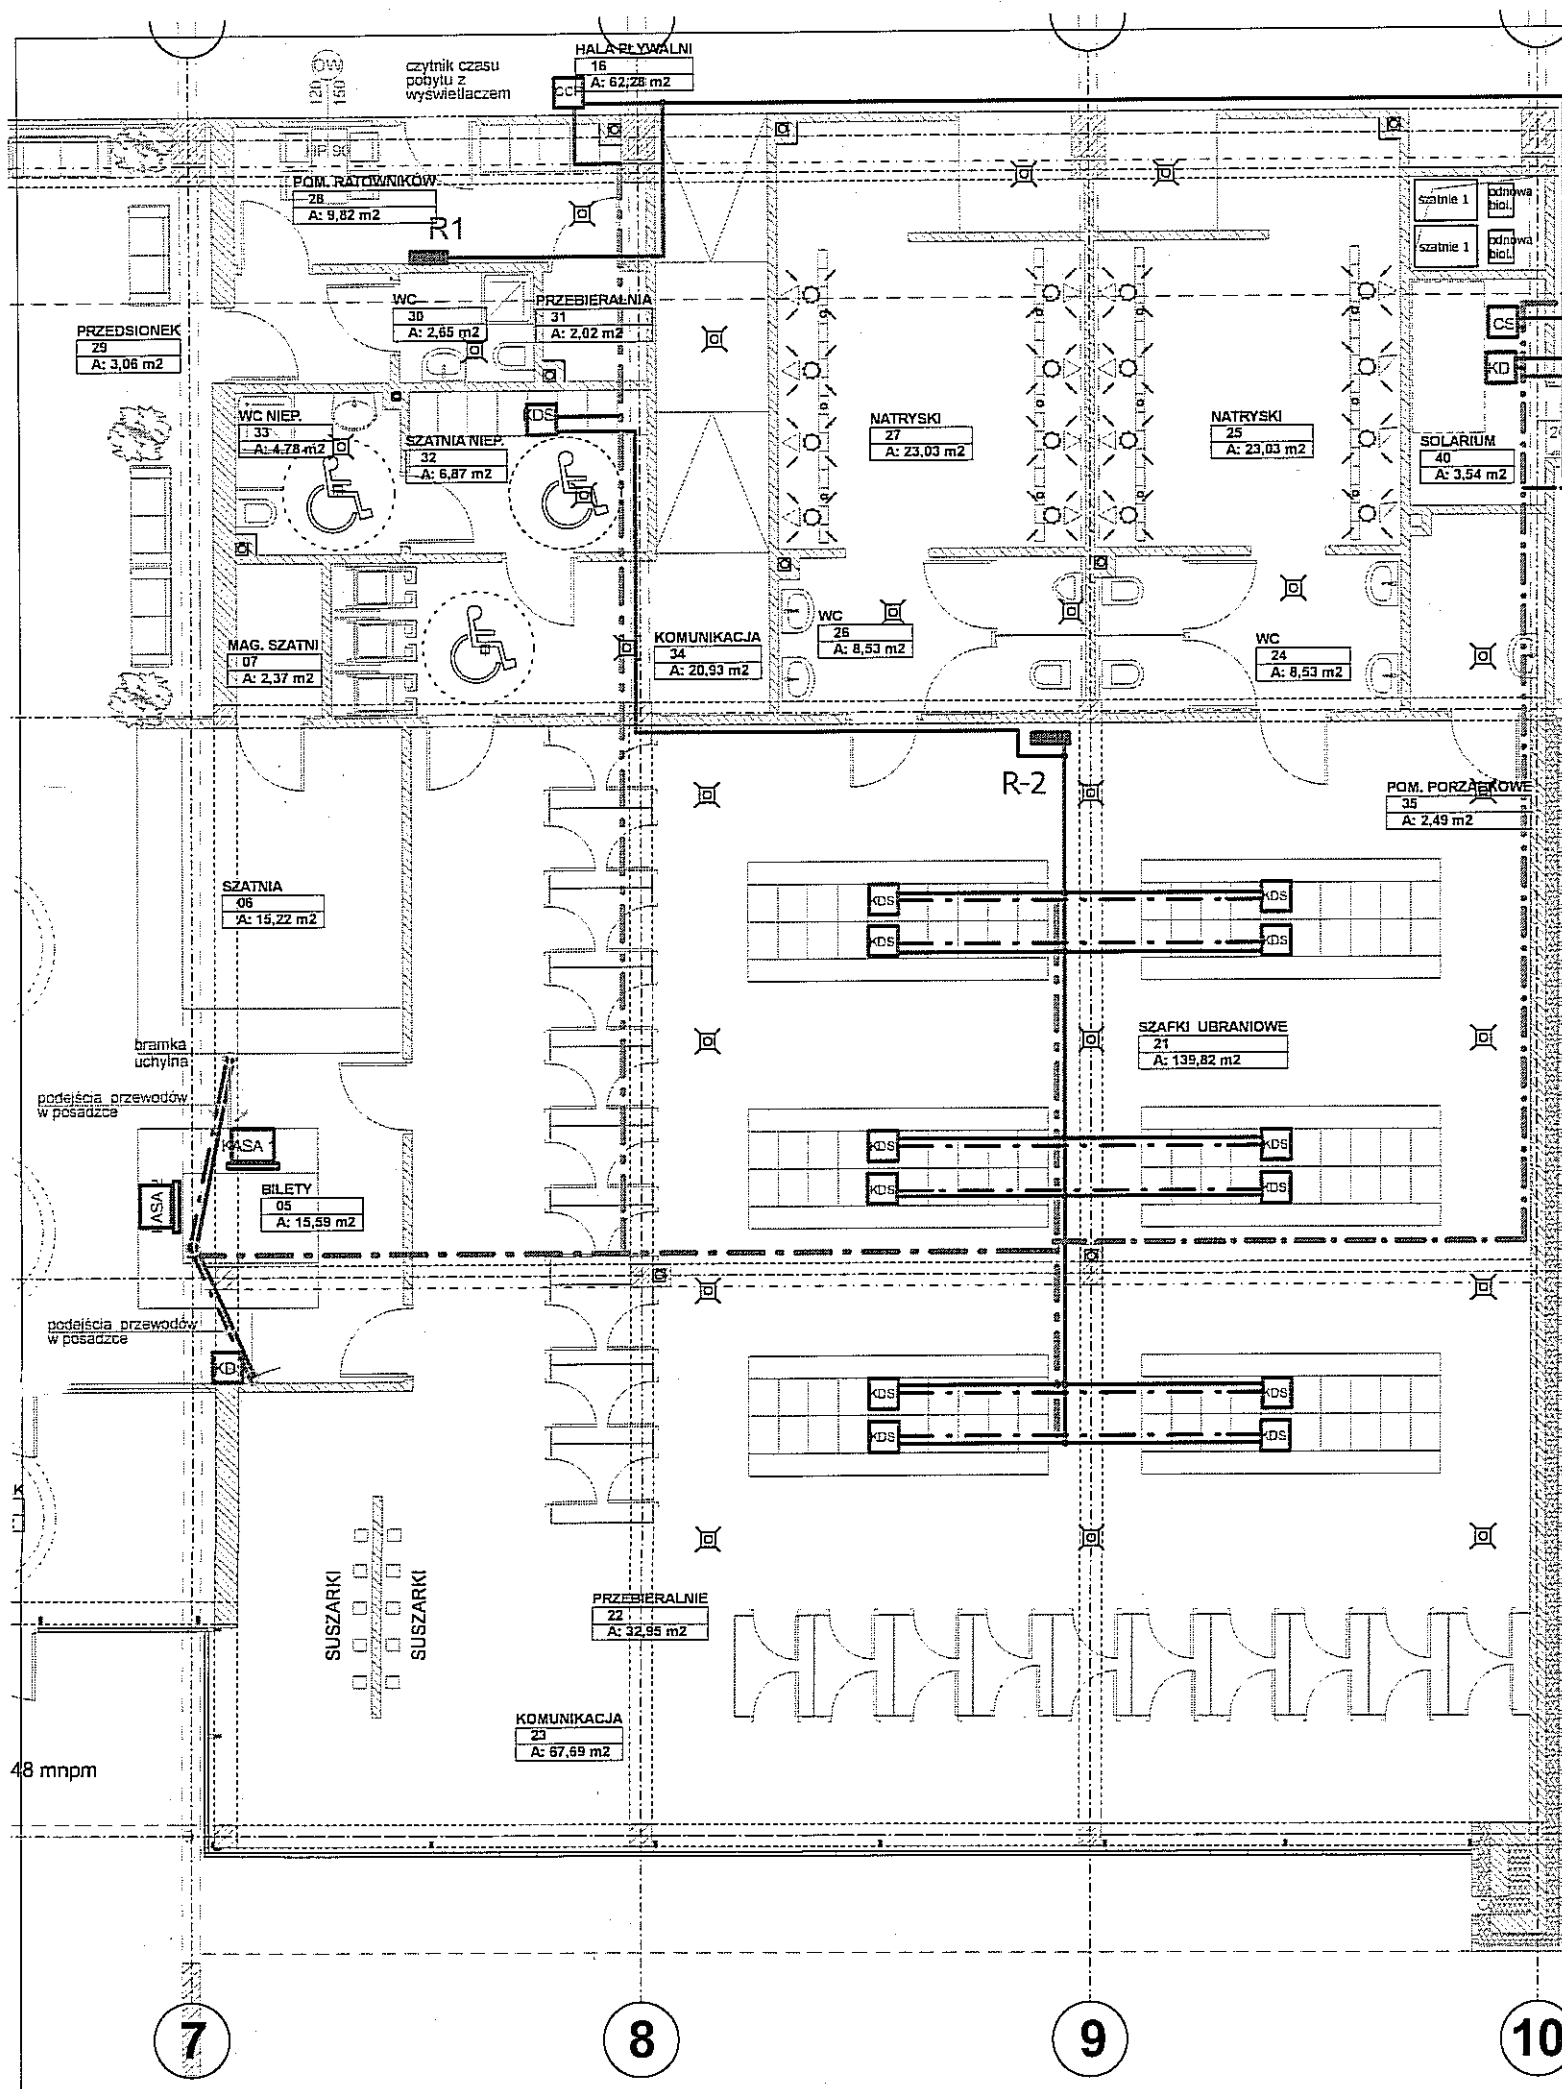 HALA PŁYWALNI
16
A: 62,28 m2
czytnik czasu
pobytu z
wyświetlaczem
OW
120
150
POM. RATOWNIKÓW
28
A: 9,82 m2
R1
szatnie 1
odnowa
biol.
szatnie 1
odnowa
biol.
WC
30
A: 2,65 m2
PRZEBIERALNIA
31
A: 2,02 m2
PRZEDSIONEK
29
A: 3,06 m2
CS
KD
WC NIEP.
33
A: 4,78 m2
KDS
SZATNIA NIEP.
32
A: 6,87 m2
NATRYSKI
27
A: 23,03 m2
NATRYSKI
25
A: 23,03 m2
SOLARIUM
40
A: 3,54 m2
MAG. SZATNI
07
A: 2,37 m2
KOMUNIKACJA
34
A: 20,93 m2
WC
26
A: 8,53 m2
WC
24
A: 8,53 m2
R-2
POM. PORZĄDKOWE
35
A: 2,49 m2
SZATNIA
06
A: 15,22 m2
KDS
KDS
KDS
KDS
SZAFKI UBRANIOWE
21
A: 139,82 m2
bramka
uchylna
podejścia przewodów
w posadzce
KASA 1
KASA
BILETY
05
A: 15,59 m2
KDS
KDS
KDS
KDS
podejścia przewodów
w posadzce
KD
KDS
KDS
KDS
KDS
K
SUSZARKI
SUSZARKI
PRZEBIERALNIE
22
A: 32,95 m2
KOMUNIKACJA
23
A: 67,69 m2
48 mnpm
7
8
9
10